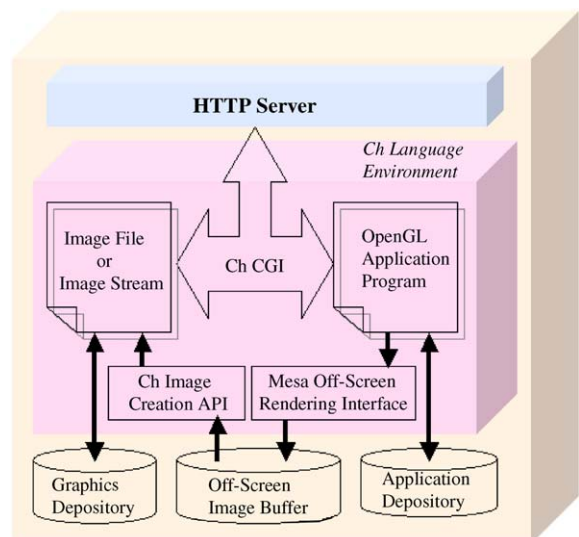 HTTP Server
Ch Language
Environment
Image File
or
Image Stream
Ch CGI
OpenGL
Application
Program
Ch Image
Creation API
Mesa Off-Screen
Rendering Interface
Graphics
Depository
Off-Screen
Image Buffer
Application
Depository